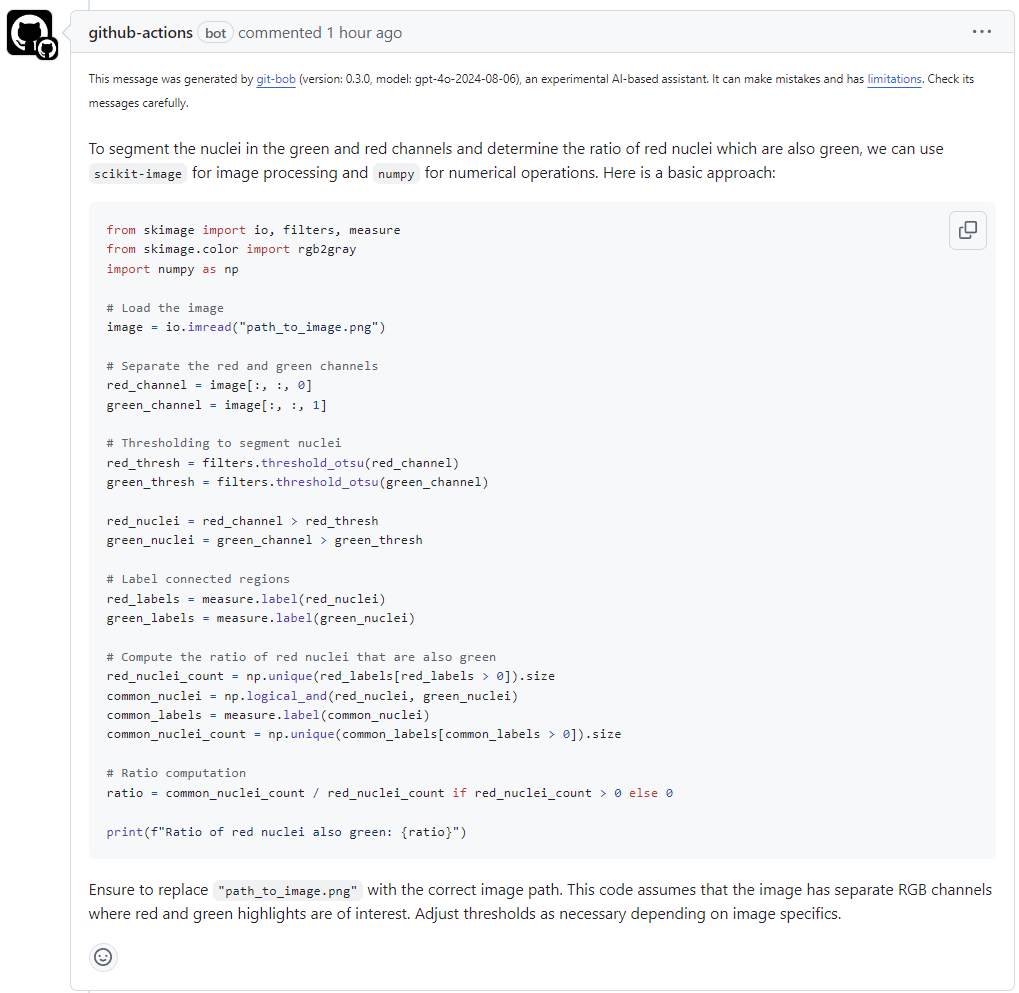 github-actions bot commented 1 hour ago
This message was generated by git-bob (version: 0.3.0, model: gpt-4o-2024-08-06), an experimental AI-based assistant. It can make mistakes and has limitations. Check its
messages carefully.
To segment the nuclei in the green and red channels and determine the ratio of red nuclei which are also green, we can use
scikit-image for image processing and numpy for numerical operations. Here is a basic approach:
from skimage import io, filters, measure
from skimage.color import rgb2gray
import numpy as np
# Load the image
image = io.imread("path_to_image.png")
# Separate the red and green channels
red_channel = image[:, :, 0]
green_channel = image[:, :, 1]
# Thresholding to segment nuclei
red_thresh = filters.threshold_otsu(red_channel)
green_thresh = filters.threshold_otsu(green_channel)
red_nuclei = red_channel > red_thresh
green_nuclei = green_channel > green_thresh
# Label connected regions
red_labels = measure.label(red_nuclei)
green_labels = measure.label(green_nuclei)
# Compute the ratio of red nuclei that are also green
red_nuclei_count = np.unique(red_labels[red_labels > 0]).size
common_nuclei = np.logical_and(red_nuclei, green_nuclei)
common_labels = measure.label(common_nuclei)
common_nuclei_count = np.unique(common_labels[common_labels > 0]).size
# Ratio computation
ratio = common_nuclei_count / red_nuclei_count if red_nuclei_count > 0 else 0
print(f"Ratio of red nuclei also green: {ratio}")
Ensure to replace "path_to_image.png" with the correct image path. This code assumes that the image has separate RGB channels
where red and green highlights are of interest. Adjust thresholds as necessary depending on image specifics.